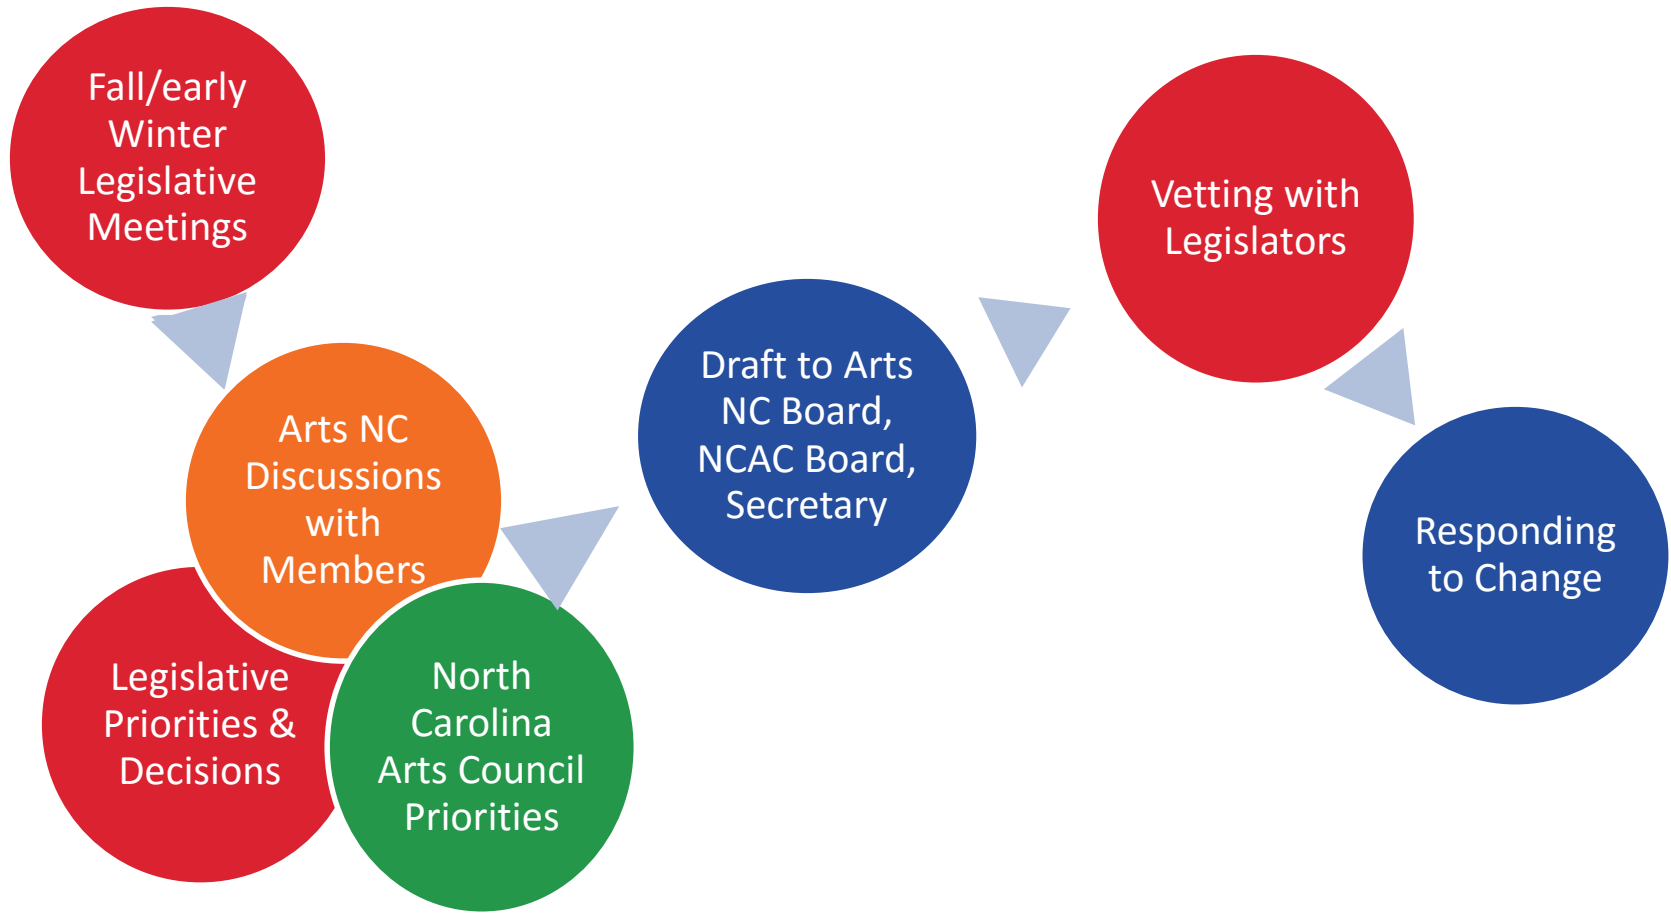 Fall/early
Winter
Legislative
Meetings
Arts NC
Discussions
with
Members
Legislative
Priorities &
Decisions
North
Carolina
Arts Council
Priorities
Draft to Arts
NC Board,
NCAC Board,
Secretary
Vetting with
Legislators
Responding
to Change